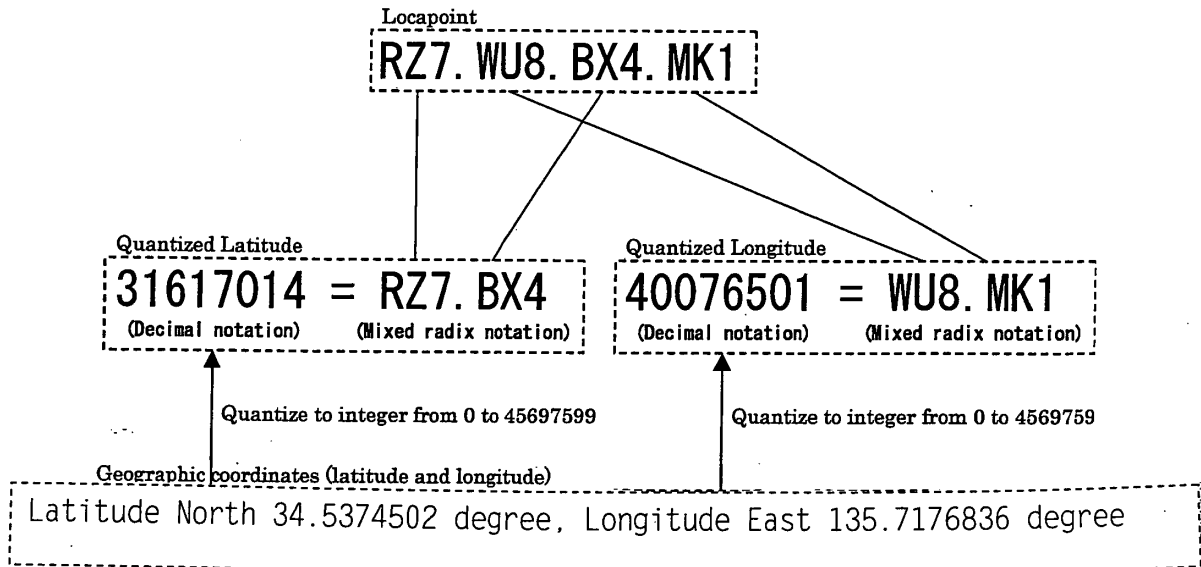 Locapoint
RZ7. WU8. BX4. MK1
Quantized Latitude
31617014 = RZ7. BX4
(Decimal notation) (Mixed radix notation)
Quantized Longitude
40076501 = WU8. MK1
(Decimal notation) (Mixed radix notation)
Quantize to integer from 0 to 45697599
Quantize to integer from 0 to 4569759
Geographic coordinates (latitude and longitude)
Latitude North 34.5374502 degree, Longitude East 135.7176836 degree